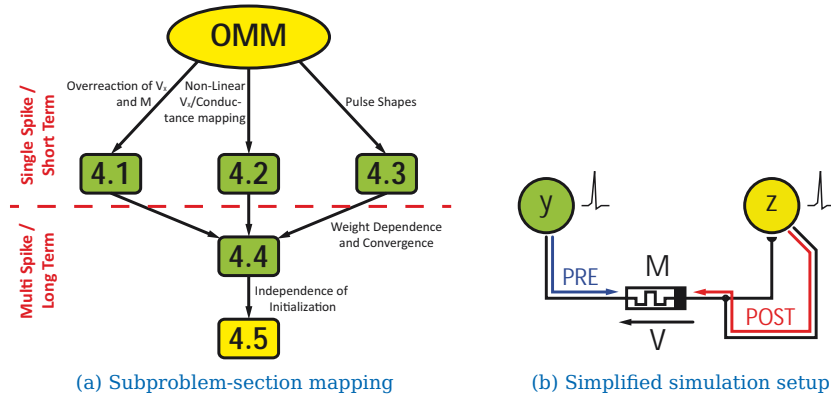 OMM
Overreaction of Vₓ
and M
Non-Linear
Vₓ/Conduc-
tance mapping
Pulse Shapes
Single Spike /
Short Term
4.1
4.2
4.3
Multi Spike /
Long Term
4.4
Weight Dependence
and Convergence
Independence of
Initialization
4.5
(a) Subproblem-section mapping
y
z
PRE
M
POST
V
(b) Simplified simulation setup